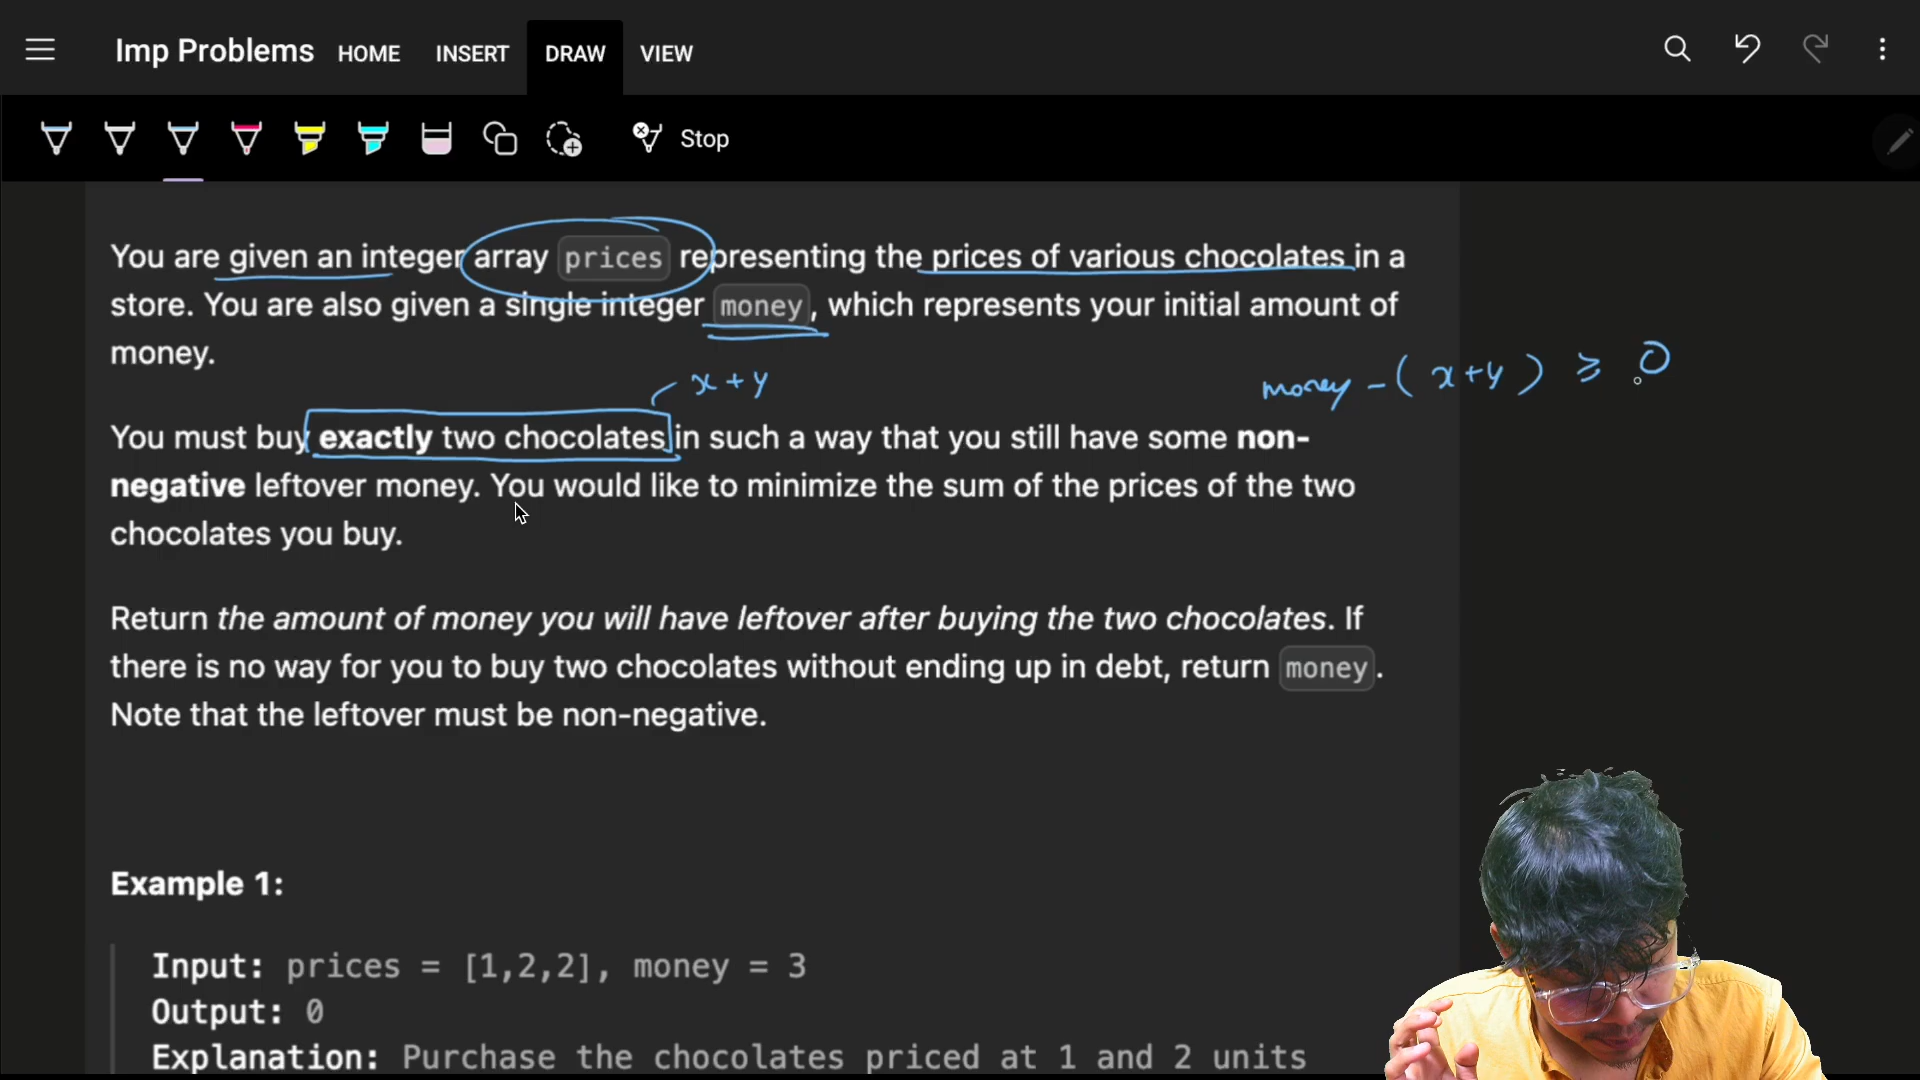 Imp Problems HOME INSERT DRAW VIEW
Stop
You are given an integer array prices representing the prices of various chocolates in a
store. You are also given a single integer money, which represents your initial amount of
money.
x + y
money - ( x + y ) ≥ 0
You must buy exactly two chocolates in such a way that you still have some non-
negative leftover money. You would like to minimize the sum of the prices of the two
chocolates you buy.
Return the amount of money you will have leftover after buying the two chocolates. If
there is no way for you to buy two chocolates without ending up in debt, return money.
Note that the leftover must be non-negative.
Example 1:
Input: prices = [1,2,2], money = 3
Output: 0
Explanation: Purchase the chocolates priced at 1 and 2 units